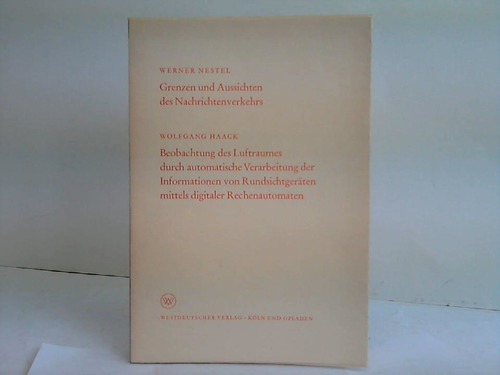 WERNER NESTEL
Grenzen und Aussichten
des Nachrichtenverkehrs
WOLFGANG HAACK
Beobachtung des Luftraumes
durch automatische Verarbeitung der
Informationen von Rundsichtgeräten
mittels digitaler Rechenautomaten
WESTDEUTSCHER VERLAG · KÖLN UND OPLADEN